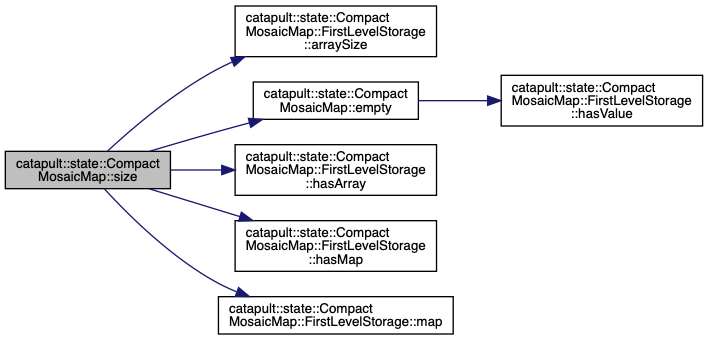 catapult::state::Compact
MosaicMap::size
catapult::state::Compact
MosaicMap::FirstLevelStorage
::arraySize
catapult::state::Compact
MosaicMap::empty
catapult::state::Compact
MosaicMap::FirstLevelStorage
::hasValue
catapult::state::Compact
MosaicMap::FirstLevelStorage
::hasArray
catapult::state::Compact
MosaicMap::FirstLevelStorage
::hasMap
catapult::state::Compact
MosaicMap::FirstLevelStorage::map